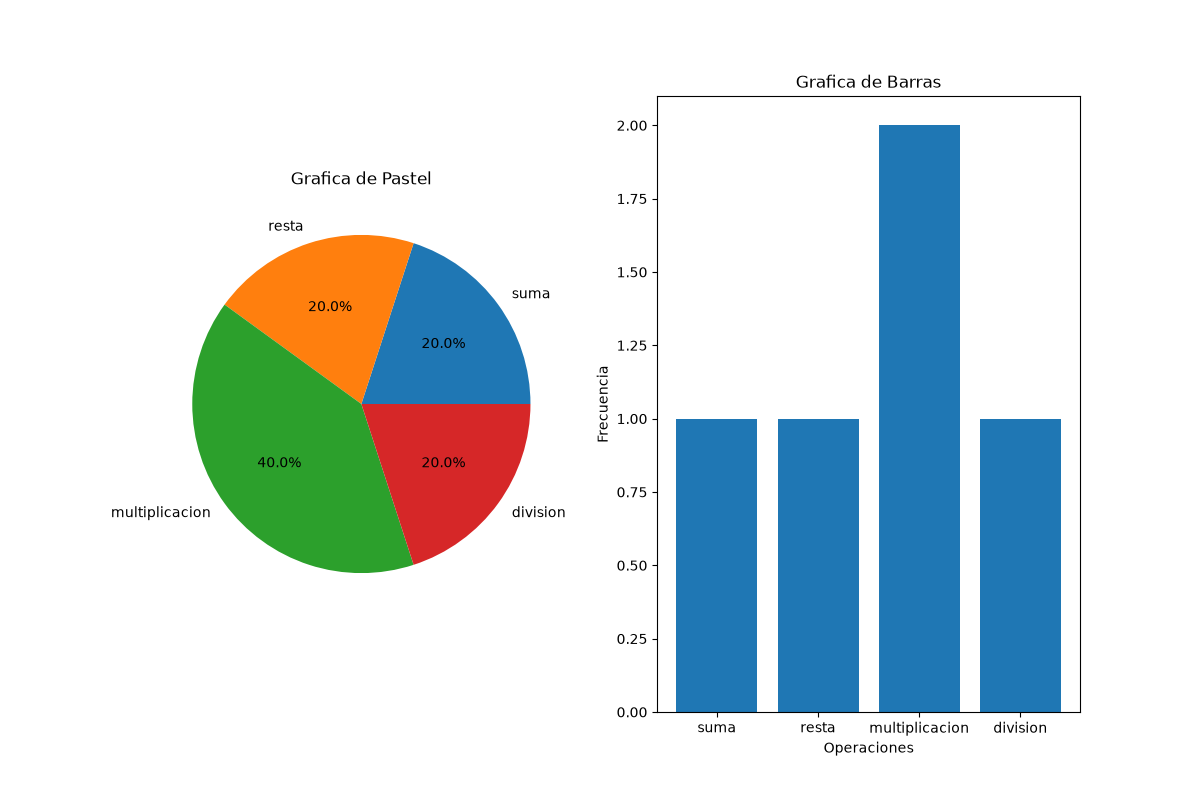 Grafica de Pastel
resta
suma
20.0%
20.0%
40.0%
20.0%
multiplicacion
division
Grafica de Barras
2.00
1.75
1.50
1.25
1.00
0.75
0.50
0.25
0.00
Frecuencia
suma resta multiplicacion division
Operaciones